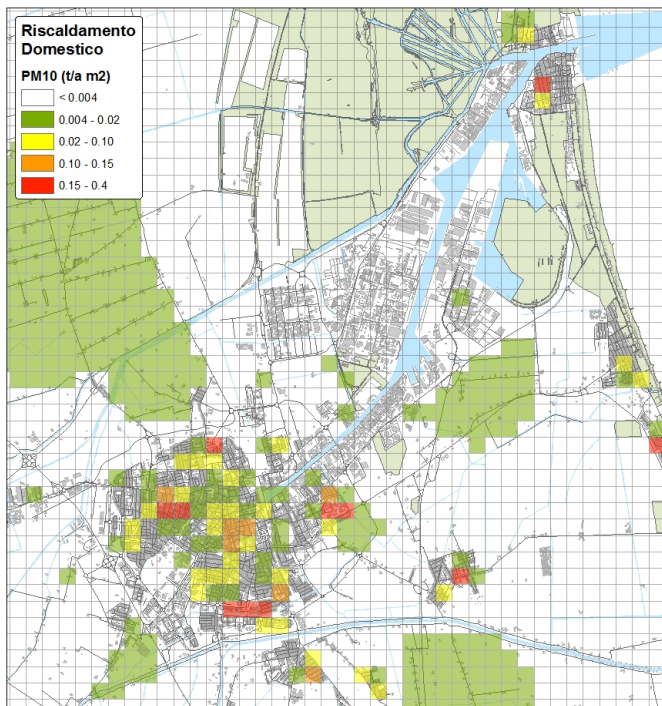 Riscaldamento
Domestico
PM10 (t/a m2)
< 0.004
0.004 - 0.02
0.02 - 0.10
0.10 - 0.15
0.15 - 0.4